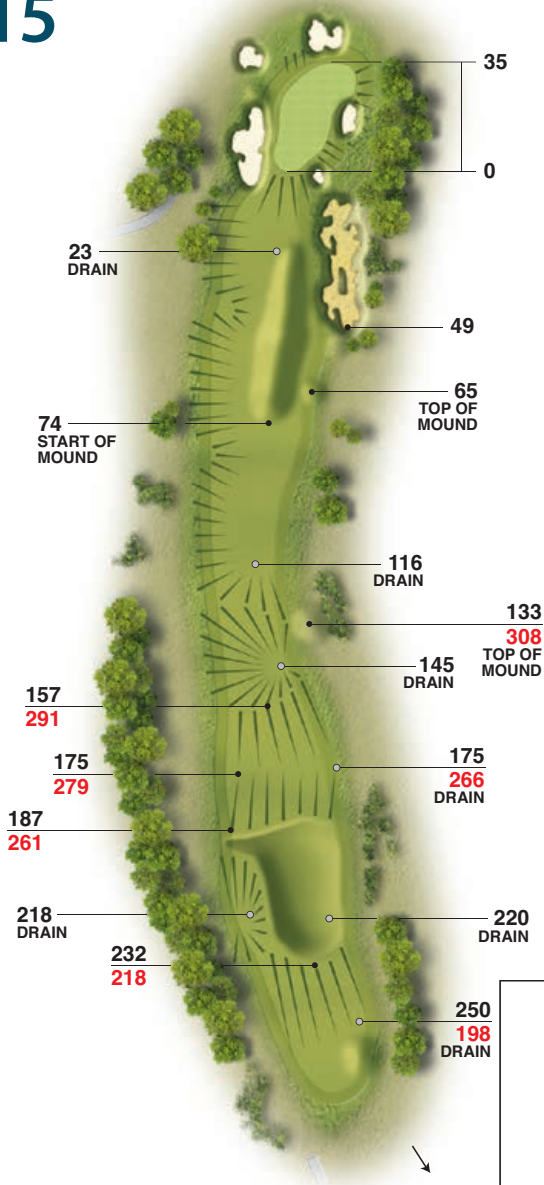 15
35
0
23
DRAIN
49
65
TOP OF
MOUND
74
START OF
MOUND
116
DRAIN
133
308
TOP OF
MOUND
145
DRAIN
157
291
175
266
DRAIN
175
279
187
261
218
DRAIN
220
DRAIN
232
218
250
198
DRAIN